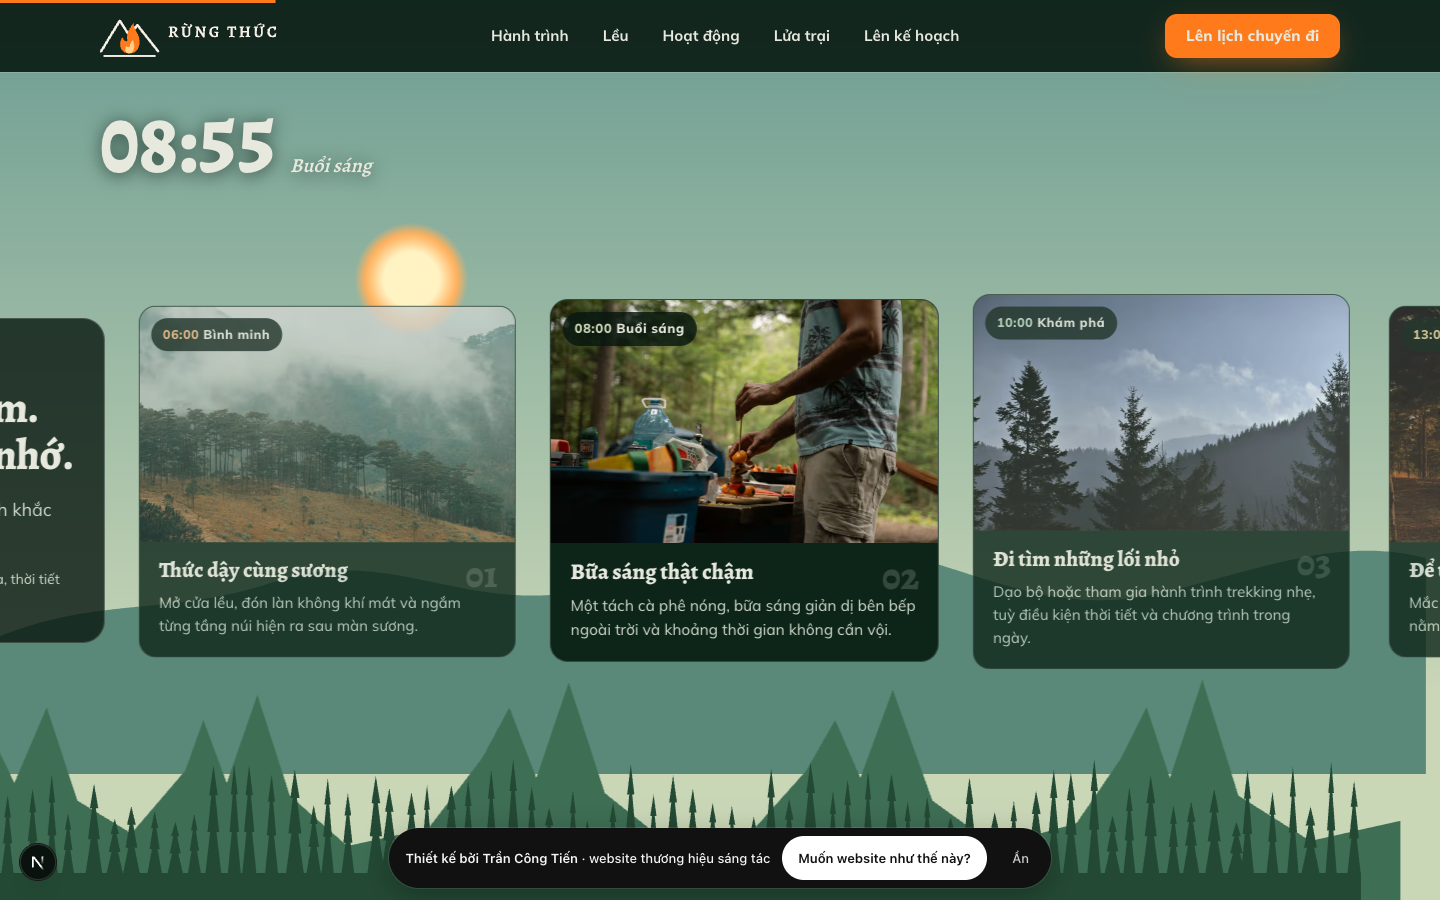 RỪNG THỨC
Hành trình
Lều
Hoạt động
Lửa trại
Lên kế hoạch
Lên lịch chuyến đi
08:55
Buổi sáng
m.
nhớ.
h khắc
a, thời tiết
06:00 Bình minh
Thức dậy cùng sương
01
Mở cửa lều, đón làn không khí mát và ngắm
từng tầng núi hiện ra sau màn sương.
08:00 Buổi sáng
Bữa sáng thật chậm
02
Một tách cà phê nóng, bữa sáng giản dị bên bếp
ngoài trời và khoảng thời gian không cần vội.
10:00 Khám phá
Đi tìm những lối nhỏ
03
Dạo bộ hoặc tham gia hành trình trekking nhẹ,
tuỳ điều kiện thời tiết và chương trình trong
ngày.
13:0
Để t
Mắc
nằm
Thiết kế bởi Trần Công Tiến · website thương hiệu sáng tác
Muốn website như thế này?
Ẩn
N